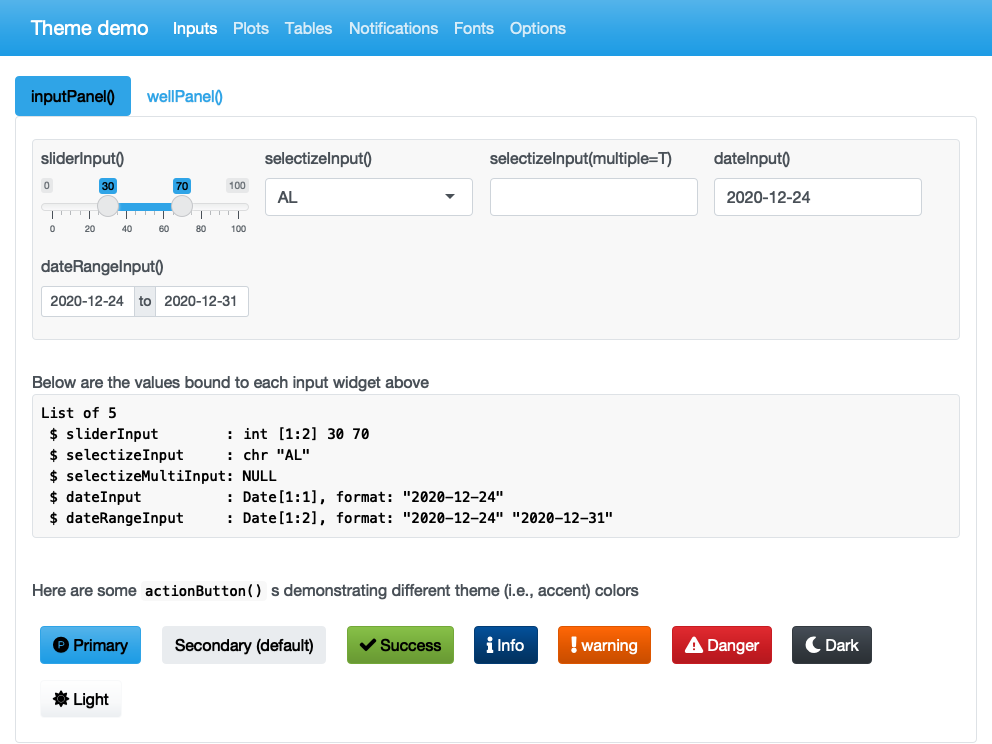 Theme demo Inputs Plots Tables Notifications Fonts Options
inputPanel() wellPanel()
sliderInput() selectizeInput() selectizeInput(multiple=T) dateInput()
0 30 70 100
AL 2020-12-24
0 20 40 60 80 100
dateRangeInput()
2020-12-24 to 2020-12-31
Below are the values bound to each input widget above
List of 5
 $ sliderInput        : int [1:2] 30 70
 $ selectizeInput     : chr "AL"
 $ selectizeMultiInput: NULL
 $ dateInput          : Date[1:1], format: "2020-12-24"
 $ dateRangeInput     : Date[1:2], format: "2020-12-24" "2020-12-31"
Here are some actionButton() s demonstrating different theme (i.e., accent) colors
P Primary Secondary (default) Success Info warning Danger Dark
Light